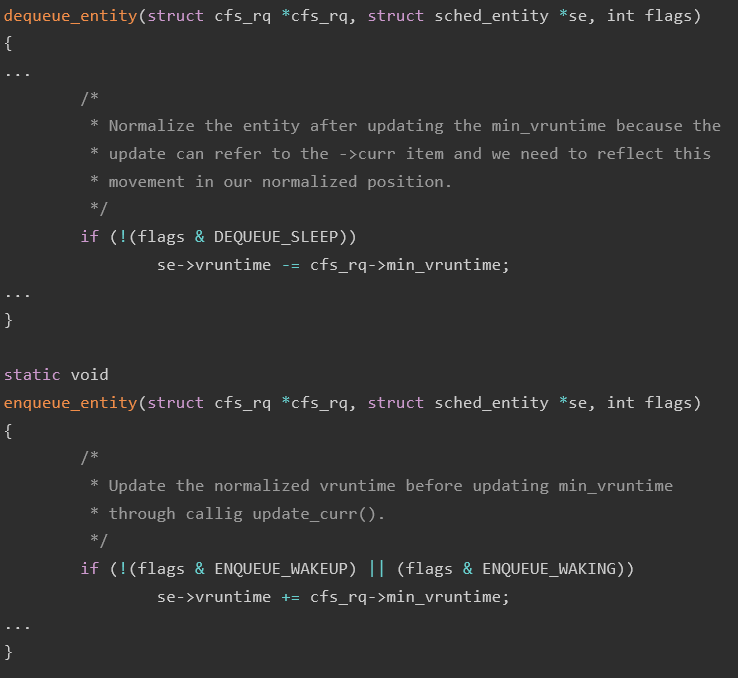 dequeue_entity(struct cfs_rq *cfs_rq, struct sched_entity *se, int flags)
{
...
        /*
         * Normalize the entity after updating the min_vruntime because the
         * update can refer to the ->curr item and we need to reflect this
         * movement in our normalized position.
         */
        if (!(flags & DEQUEUE_SLEEP))
                se->vruntime -= cfs_rq->min_vruntime;
...
}

static void
enqueue_entity(struct cfs_rq *cfs_rq, struct sched_entity *se, int flags)
{
        /*
         * Update the normalized vruntime before updating min_vruntime
         * through callig update_curr().
         */
        if (!(flags & ENQUEUE_WAKEUP) || (flags & ENQUEUE_WAKING))
                se->vruntime += cfs_rq->min_vruntime;
...
}